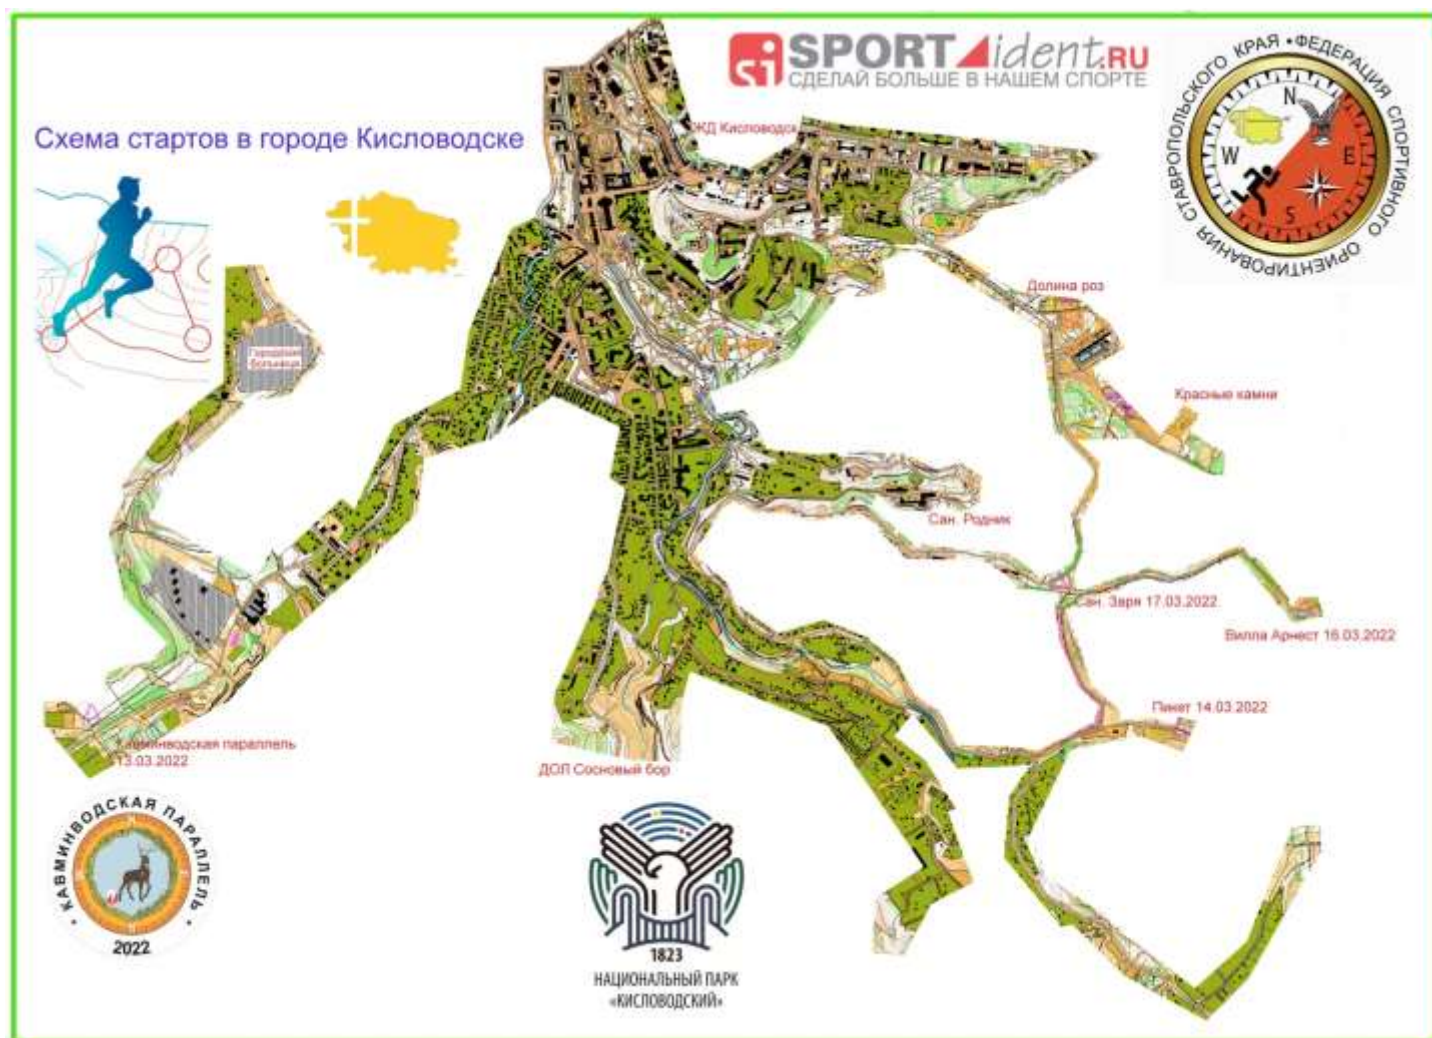 SPORTident.RU
СДЕЛАЙ БОЛЬШЕ В НАШЕМ СПОРТЕ
ФЕДЕРАЦИЯ СПОРТИВНОГО ОРИЕНТИРОВАНИЯ СТАВРОПОЛЬСКОГО КРАЯ •
N
W
E
S
Схема стартов в городе Кисловодске
ЖД Кисловодск
Долина роз
Городская
больница
Красные камни
Сан. Родник
Сан. Заря 17.03.2022
Вилла Арнест 16.03.2022
Пикет 14.03.2022
Кавминводская параллель
13.03.2022
ДОЛ Сосновый бор
• КАВМИНВОДСКАЯ ПАРАЛЛЕЛЬ •
2022
1823
НАЦИОНАЛЬНЫЙ ПАРК
«КИСЛОВОДСКИЙ»